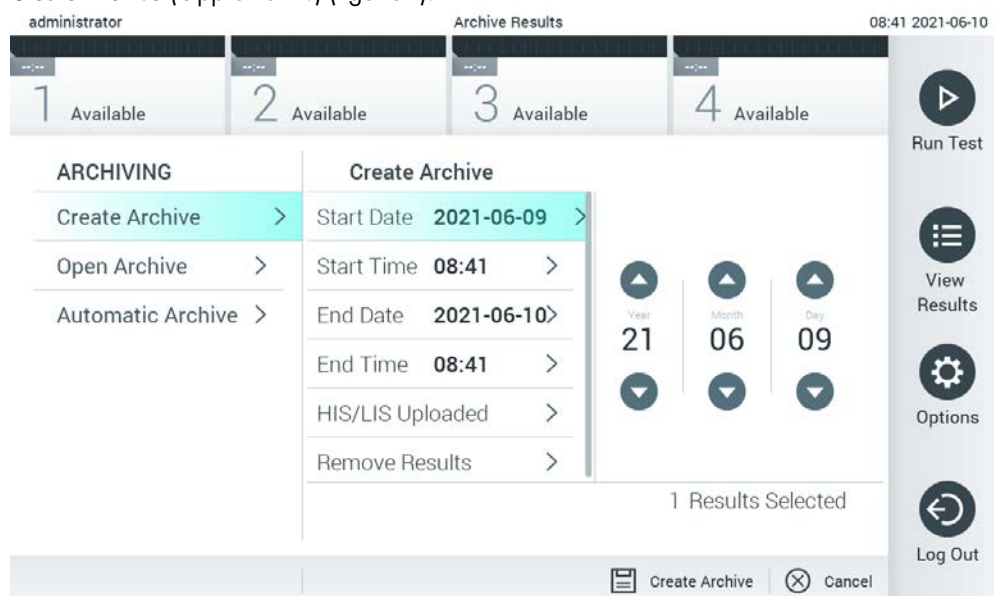 administrator Archive Results 08:41 2021-06-10
--:-- --:-- --:-- --:--
1 Available 2 Available 3 Available 4 Available
Run Test
ARCHIVING
Create Archive >
Open Archive >
Automatic Archive >
Create Archive
Start Date 2021-06-09 >
Start Time 08:41 >
End Date 2021-06-10>
End Time 08:41 >
HIS/LIS Uploaded >
Remove Results >
Year Month Day
21 06 09
1 Results Selected
View
Results
Options
Log Out
Create Archive Cancel